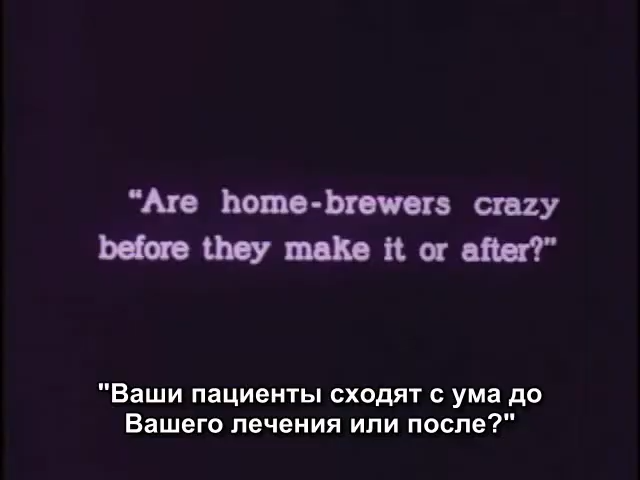 “Are home-brewers crazy
before they make it or after?”
"Ваши пациенты сходят с ума до
Вашего лечения или после?"